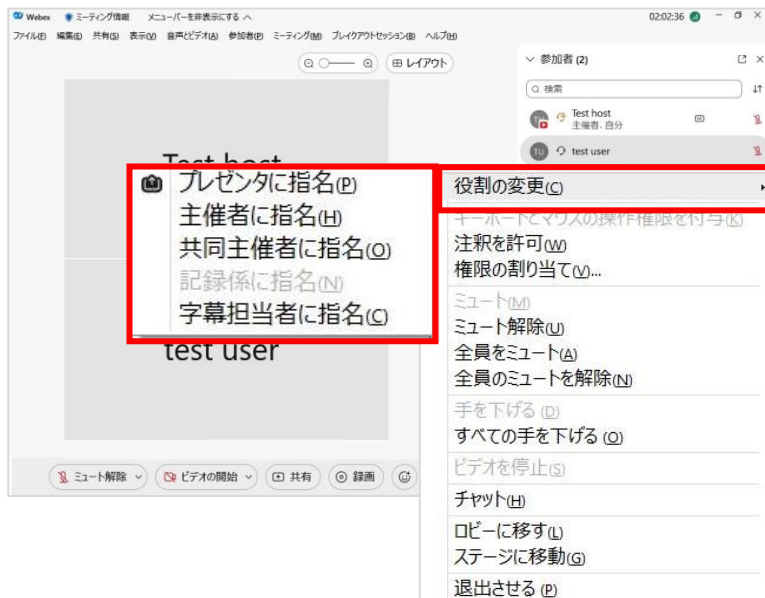 Webex ミーティング情報 メニューバーを非表示にする 02:02:36
ファイル(F) 編集(E) 共有(S) 表示(V) 音声とビデオ(A) 参加者(P) ミーティング(M) ブレイクアウトセッション(B) ヘルプ(H)
レイアウト
参加者 (2)
検索
Test host
主催者、自分
TU test user
Test host
プレゼンタに指名(P)
主催者に指名(H)
共同主催者に指名(O)
記録係に指名(N)
字幕担当者に指名(C)
test user
役割の変更(C)
キーボードとマウスの操作権限を付与(K)
注釈を許可(W)
権限の割り当て(V)...
ミュート(M)
ミュート解除(U)
全員をミュート(A)
全員のミュートを解除(N)
手を下げる (D)
すべての手を下げる (O)
ビデオを停止(S)
チャット(H)
ロビーに移す(L)
ステージに移動(G)
退出させる (P)
ミュート解除 ビデオの開始 共有 録画